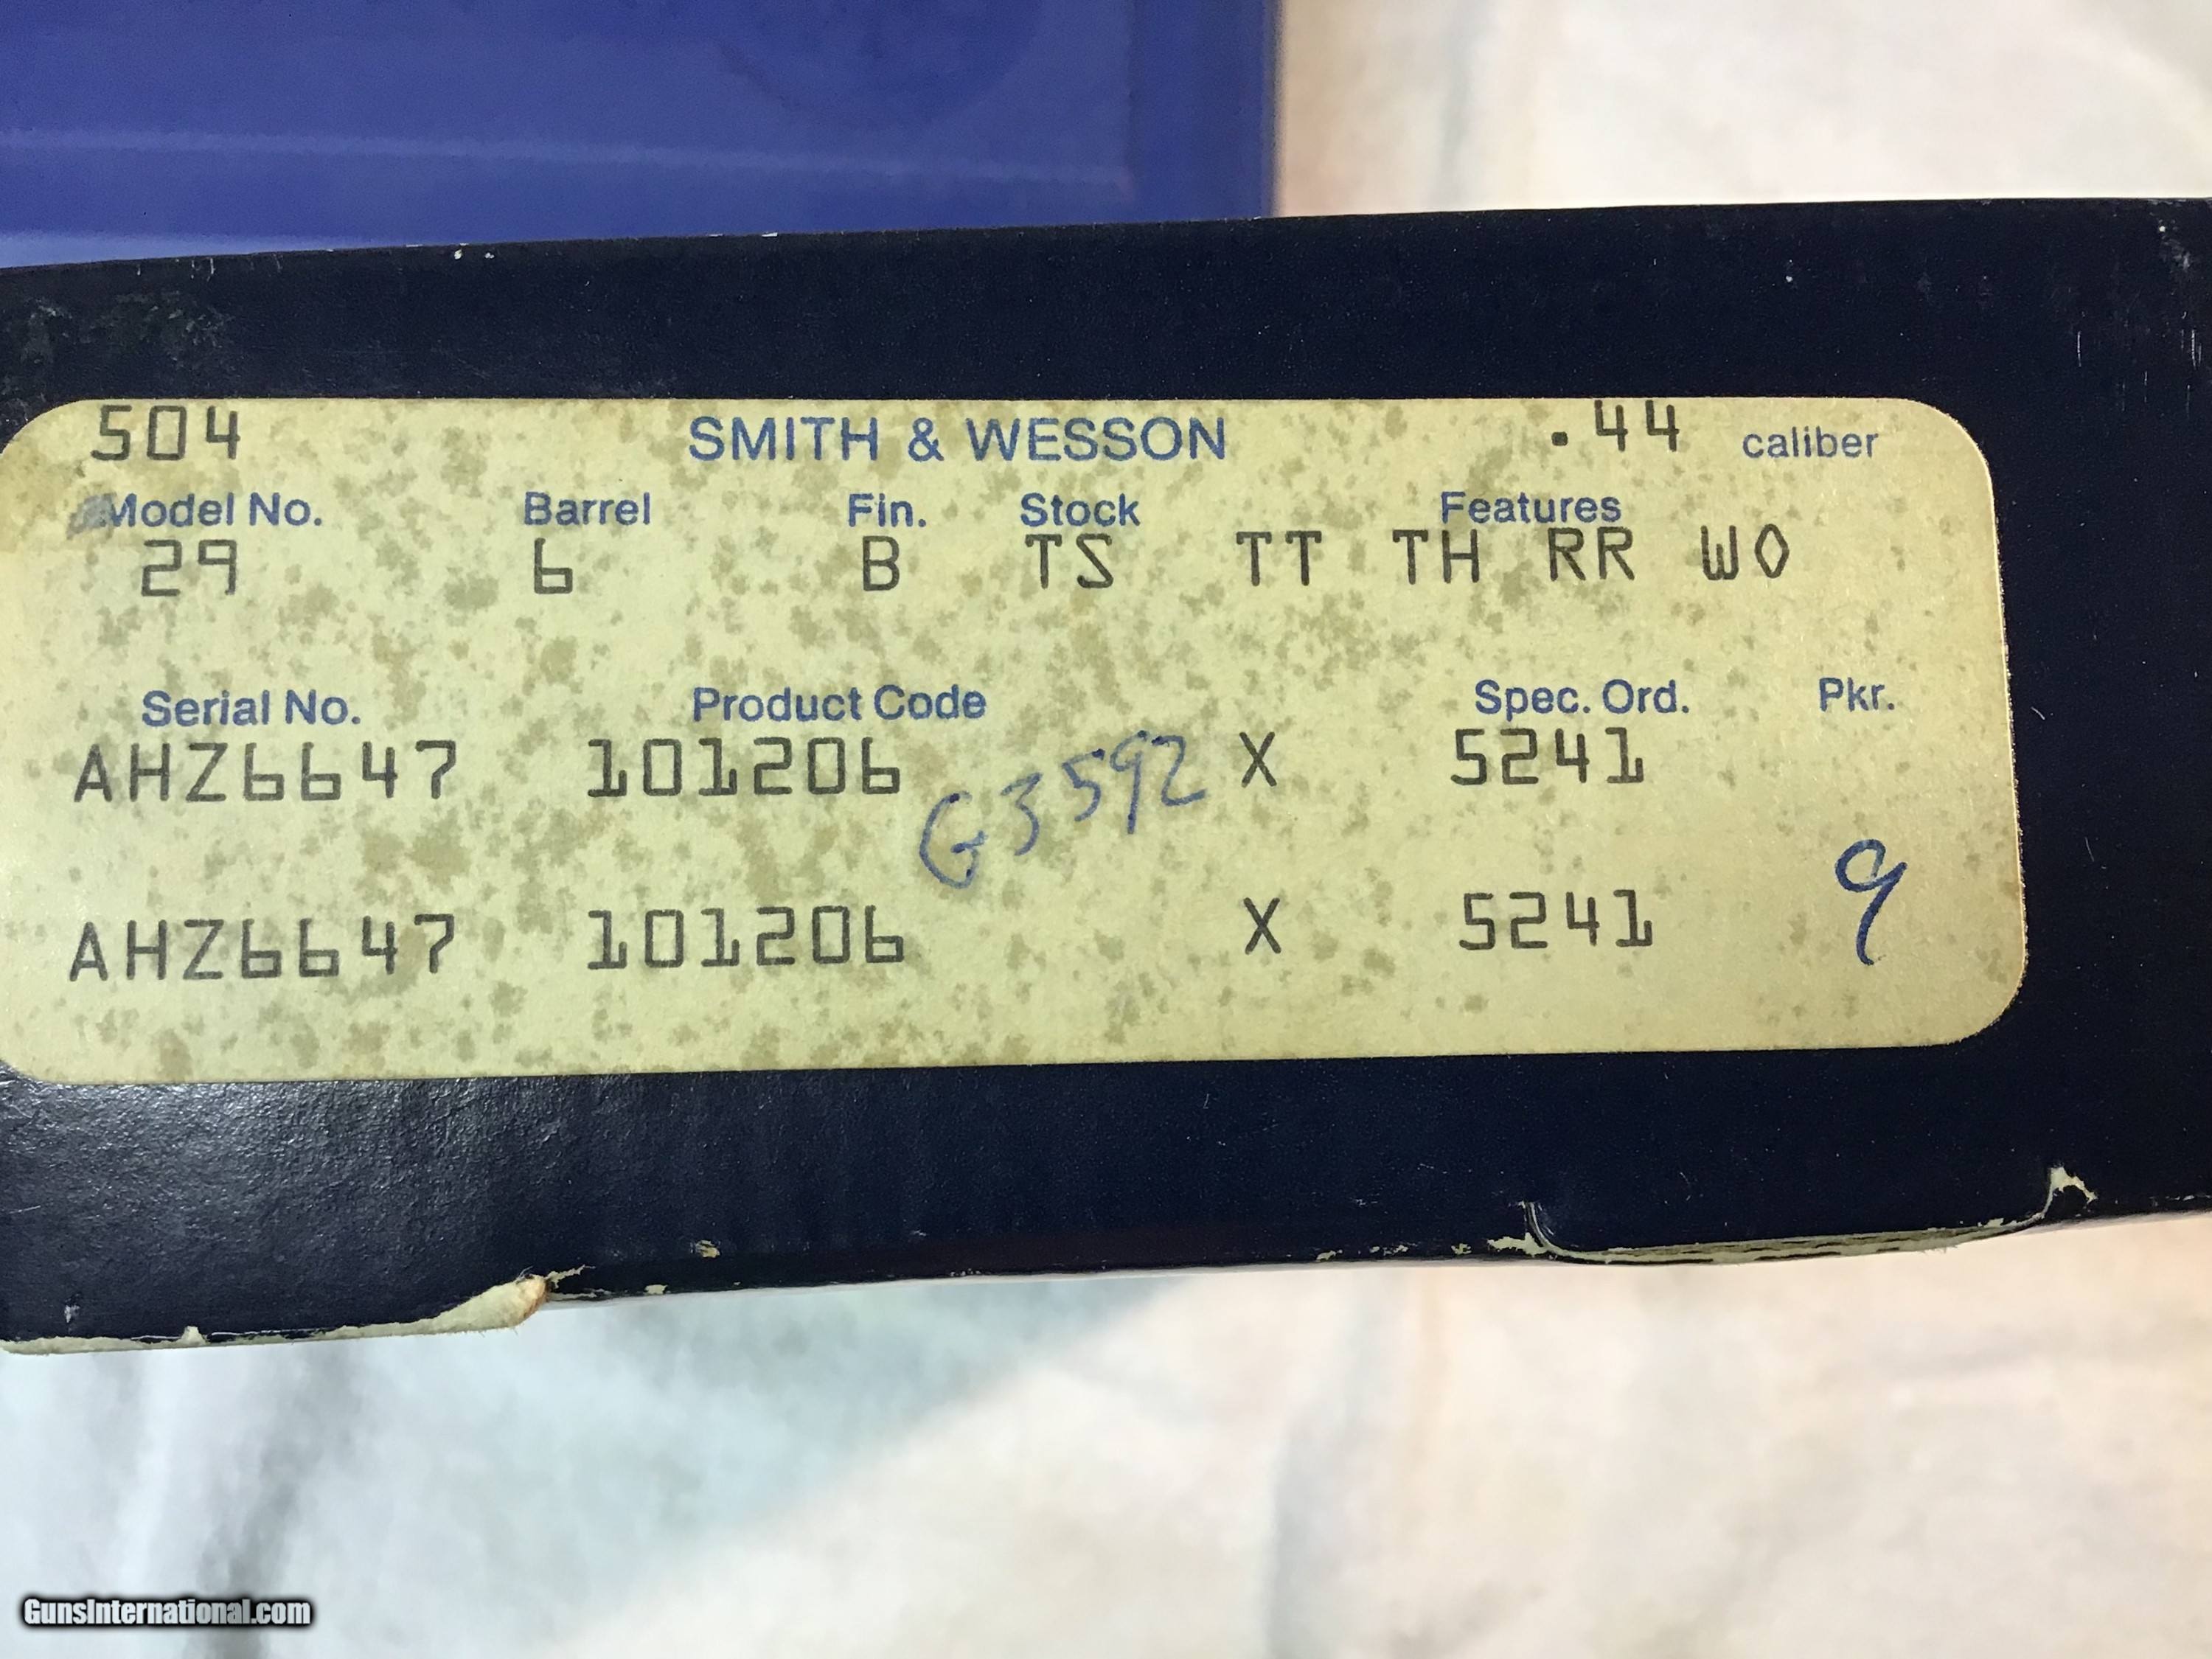 504 SMITH & WESSON .44 caliber
Model No. Barrel Fin. Stock Features
29 6 B TS TT TH RR WO
Serial No. Product Code Spec. Ord. Pkr.
AHZ6647 101206 G3592 X 5241
9
AHZ6647 101206 X 5241
GunsInternational.com